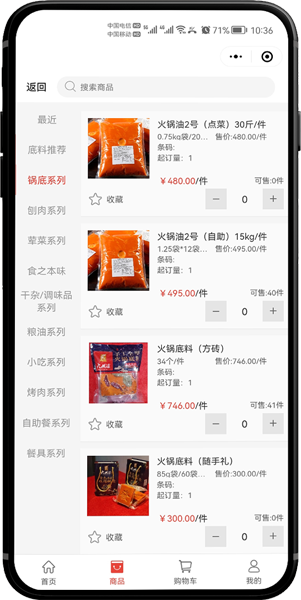 中国电信HD
中国移动HD
71%
10:36
返回
搜索商品
最近
底料推荐
锅底系列
刨肉系列
荤菜系列
食之本味
干杂/调味品
系列
粮油系列
小吃系列
烤肉系列
自助餐系列
餐具系列
火锅油2号（点菜）30斤/件
0.75kg袋/20... 售价:480.00/件
条码:
起订量：1
￥480.00/件
可售:0件
收藏
− 0 +
火锅油2号（自助）15kg/件
1.25袋*12袋... 售价:495.00/件
条码:
起订量：1
￥495.00/件
可售:40件
收藏
− 0 +
火锅底料（方砖）
34个/件 售价:746.00/件
条码:
起订量：1
￥746.00/件
可售:41件
收藏
− 0 +
火锅底料（随手礼）
85g袋/60袋... 售价:300.00/件
条码:
起订量：1
￥300.00/件
可售:0件
收藏
− 0 +
首页
商品
购物车
我的